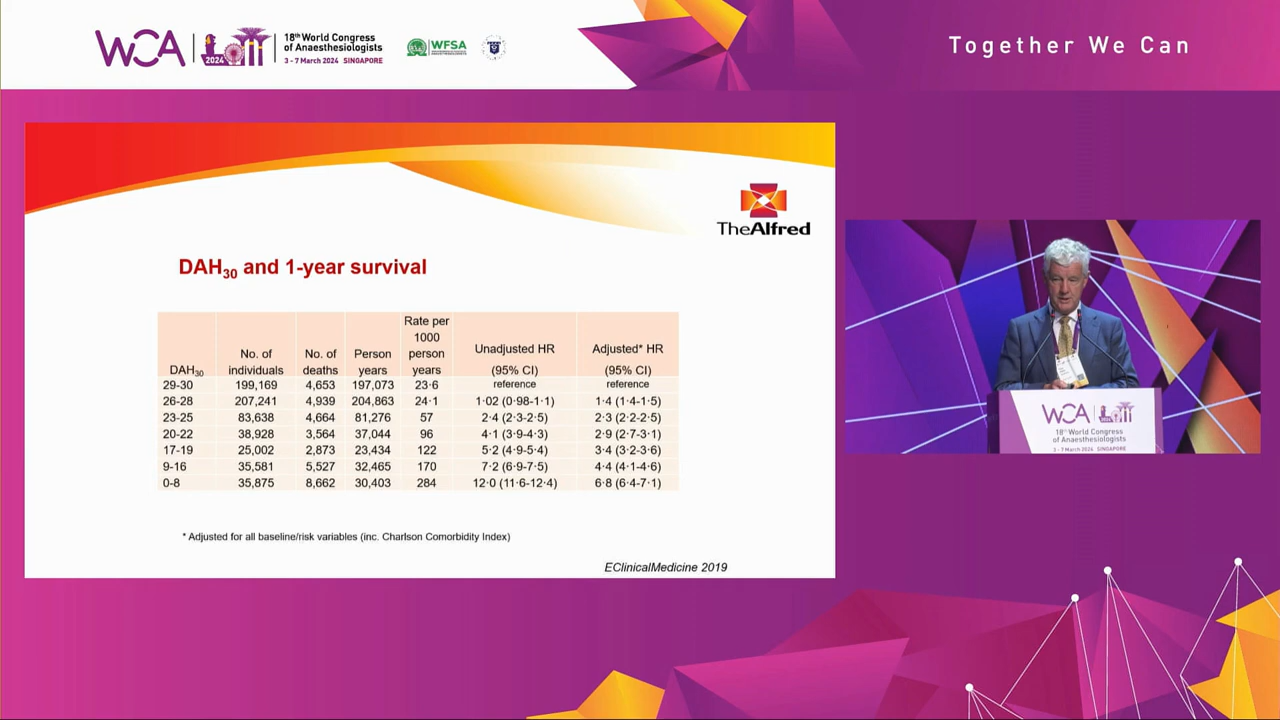 WCA
2024
18th World Congress
of Anaesthesiologists
3 - 7 March 2024 SINGAPORE
WFSA
Together We Can
TheAlfred
DAH30 and 1-year survival
DAH30 No. of individuals No. of deaths Person years Rate per 1000 person years Unadjusted HR (95% CI) Adjusted* HR (95% CI)
29-30 199,169 4,653 197,073 23·6 reference reference
26-28 207,241 4,939 204,863 24·1 1·02 (0·98-1·1) 1·4 (1·4-1·5)
23-25 83,638 4,664 81,276 57 2·4 (2·3-2·5) 2·3 (2·2-2·5)
20-22 38,928 3,564 37,044 96 4·1 (3·9-4·3) 2·9 (2·7-3·1)
17-19 25,002 2,873 23,434 122 5·2 (4·9-5·4) 3·4 (3·2-3·6)
9-16 35,581 5,527 32,465 170 7·2 (6·9-7·5) 4·4 (4·1-4·6)
0-8 35,875 8,662 30,403 284 12·0 (11·6-12·4) 6·8 (6·4-7·1)
* Adjusted for all baseline/risk variables (inc. Charlson Comorbidity Index)
EClinicalMedicine 2019
WCA
18th World Congress
of Anaesthesiologists
3 - 7 March 2024 SINGAPORE